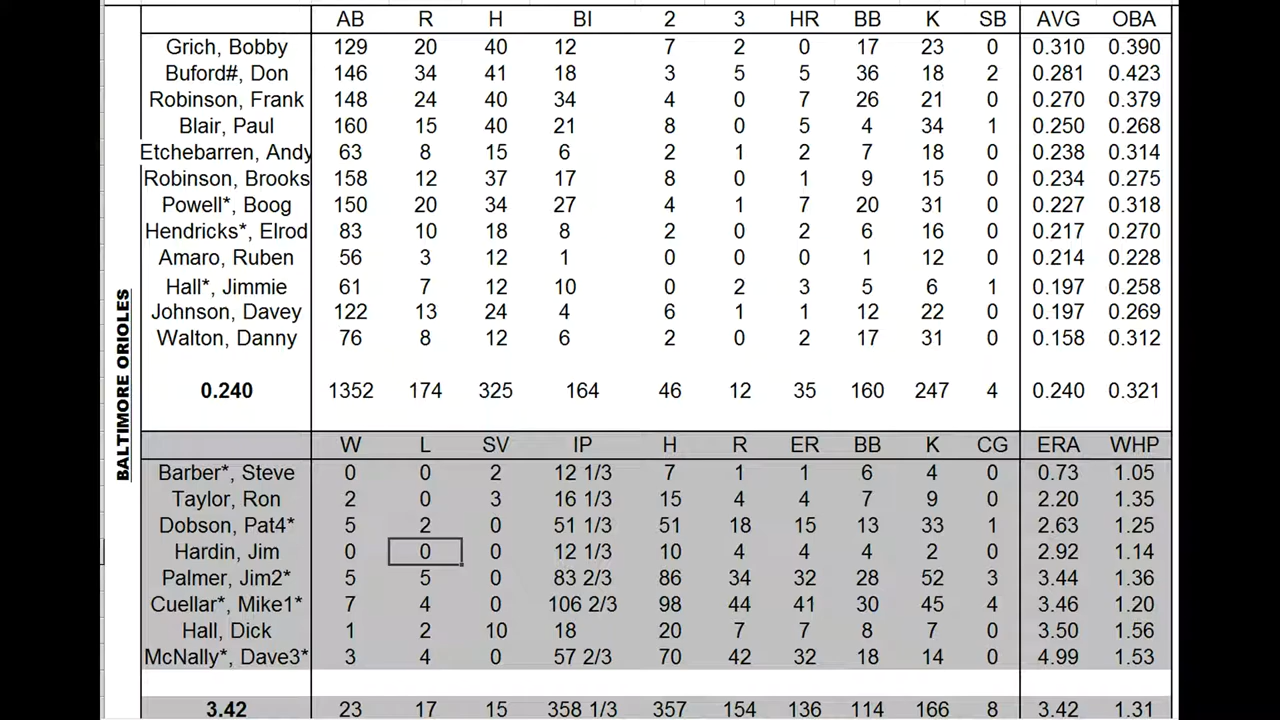 AB R H BI 2 3 HR BB K SB AVG OBA
Grich, Bobby 129 20 40 12 7 2 0 17 23 0 0.310 0.390
Buford#, Don 146 34 41 18 3 5 5 36 18 2 0.281 0.423
Robinson, Frank 148 24 40 34 4 0 7 26 21 0 0.270 0.379
Blair, Paul 160 15 40 21 8 0 5 4 34 1 0.250 0.268
Etchebarren, Andy 63 8 15 6 2 1 2 7 18 0 0.238 0.314
Robinson, Brooks 158 12 37 17 8 0 1 9 15 0 0.234 0.275
Powell*, Boog 150 20 34 27 4 1 7 20 31 0 0.227 0.318
Hendricks*, Elrod 83 10 18 8 2 0 2 6 16 0 0.217 0.270
Amaro, Ruben 56 3 12 1 0 0 0 1 12 0 0.214 0.228
Hall*, Jimmie 61 7 12 10 0 2 3 5 6 1 0.197 0.258
Johnson, Davey 122 13 24 4 6 1 1 12 22 0 0.197 0.269
Walton, Danny 76 8 12 6 2 0 2 17 31 0 0.158 0.312
BALTIMORE ORIOLES
0.240 1352 174 325 164 46 12 35 160 247 4 0.240 0.321
W L SV IP H R ER BB K CG ERA WHP
Barber*, Steve 0 0 2 12 1/3 7 1 1 6 4 0 0.73 1.05
Taylor, Ron 2 0 3 16 1/3 15 4 4 7 9 0 2.20 1.35
Dobson, Pat4* 5 2 0 51 1/3 51 18 15 13 33 1 2.63 1.25
Hardin, Jim 0 0 0 12 1/3 10 4 4 4 2 0 2.92 1.14
Palmer, Jim2* 5 5 0 83 2/3 86 34 32 28 52 3 3.44 1.36
Cuellar*, Mike1* 7 4 0 106 2/3 98 44 41 30 45 4 3.46 1.20
Hall, Dick 1 2 10 18 20 7 7 8 7 0 3.50 1.56
McNally*, Dave3* 3 4 0 57 2/3 70 42 32 18 14 0 4.99 1.53
3.42 23 17 15 358 1/3 357 154 136 114 166 8 3.42 1.31